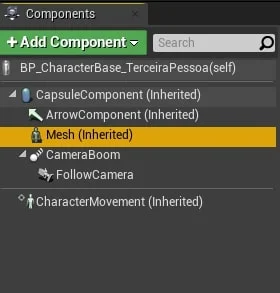 Components
+ Add Component
Search
BP_CharacterBase_TerceiraPessoa(self)
CapsuleComponent (Inherited)
ArrowComponent (Inherited)
Mesh (Inherited)
CameraBoom
FollowCamera
CharacterMovement (Inherited)